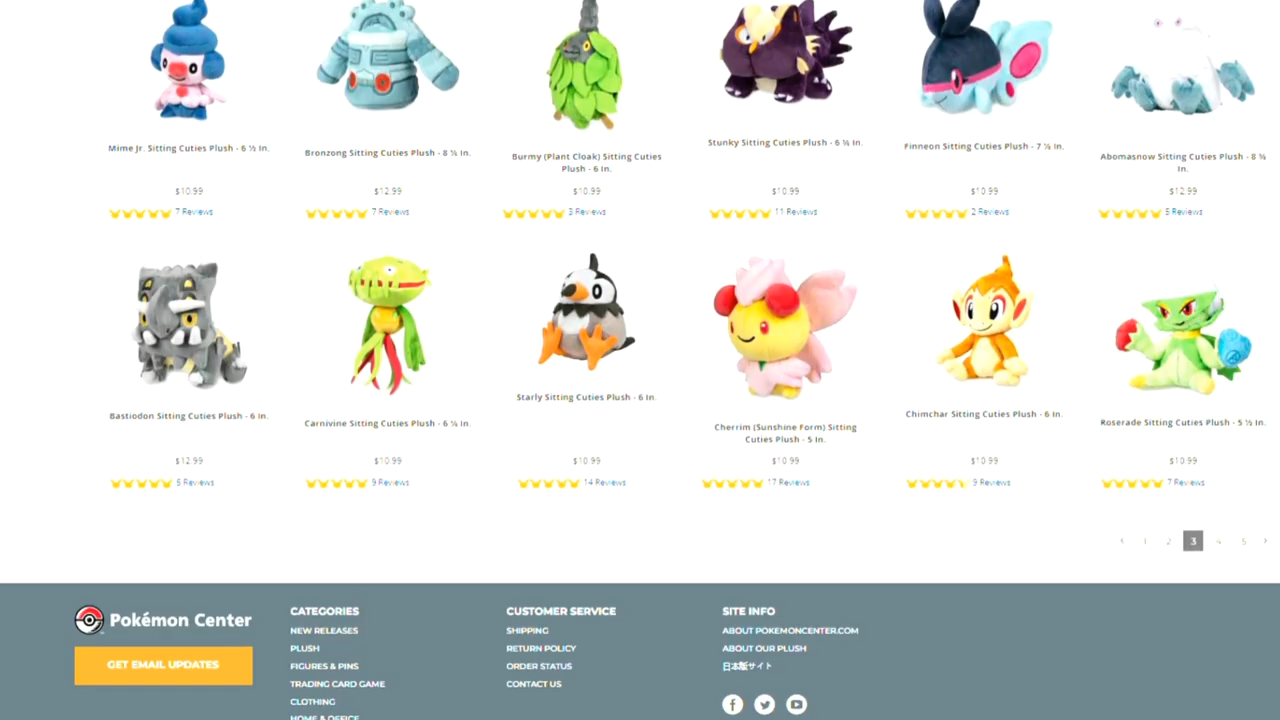 Mime Jr. Sitting Cuties Plush - 6 ½ In.
Bronzong Sitting Cuties Plush - 8 ¼ In.
Burmy (Plant Cloak) Sitting Cuties
Plush - 6 In.
Stunky Sitting Cuties Plush - 6 ¾ In.
Finneon Sitting Cuties Plush - 7 ½ In.
Abomasnow Sitting Cuties Plush - 8 ¾
In.
$10.99
$12.99
$10.99
$10.99
$10.99
$12.99
7 Reviews
7 Reviews
3 Reviews
11 Reviews
2 Reviews
5 Reviews
Bastiodon Sitting Cuties Plush - 6 In.
Carnivine Sitting Cuties Plush - 6 ¼ In.
Starly Sitting Cuties Plush - 6 In.
Cherrim (Sunshine Form) Sitting
Cuties Plush - 5 In.
Chimchar Sitting Cuties Plush - 6 In.
Roserade Sitting Cuties Plush - 5 ½ In.
$12.99
$10.99
$10.99
$10.99
$10.99
$10.99
5 Reviews
9 Reviews
14 Reviews
17 Reviews
9 Reviews
7 Reviews
‹ 1 2 3 4 5 ›
Pokémon Center
GET EMAIL UPDATES
CATEGORIES
NEW RELEASES
PLUSH
FIGURES & PINS
TRADING CARD GAME
CLOTHING
HOME & OFFICE
CUSTOMER SERVICE
SHIPPING
RETURN POLICY
ORDER STATUS
CONTACT US
SITE INFO
ABOUT POKEMONCENTER.COM
ABOUT OUR PLUSH
日本版サイト